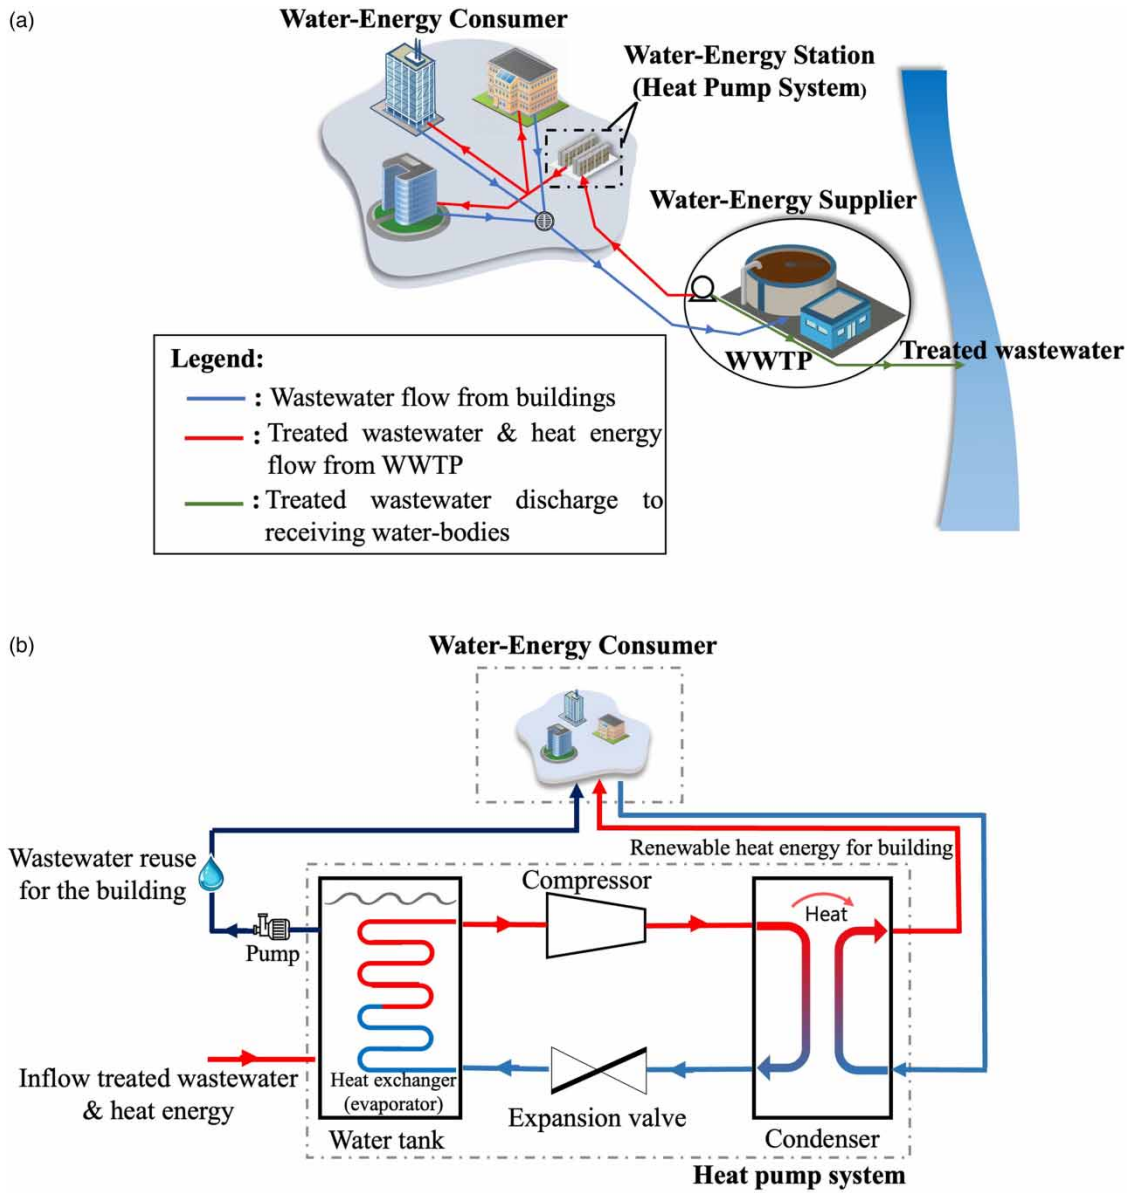 (a)
Water-Energy Consumer
Water-Energy Station
(Heat Pump System)
Water-Energy Supplier
WWTP
Treated wastewater
Legend:
: Wastewater flow from buildings
: Treated wastewater & heat energy
flow from WWTP
: Treated wastewater discharge to
receiving water-bodies
(b)
Water-Energy Consumer
Wastewater reuse
for the building
Renewable heat energy for building
Compressor
Heat
Pump
Inflow treated wastewater
& heat energy
Heat exchanger
(evaporator)
Water tank
Expansion valve
Condenser
Heat pump system